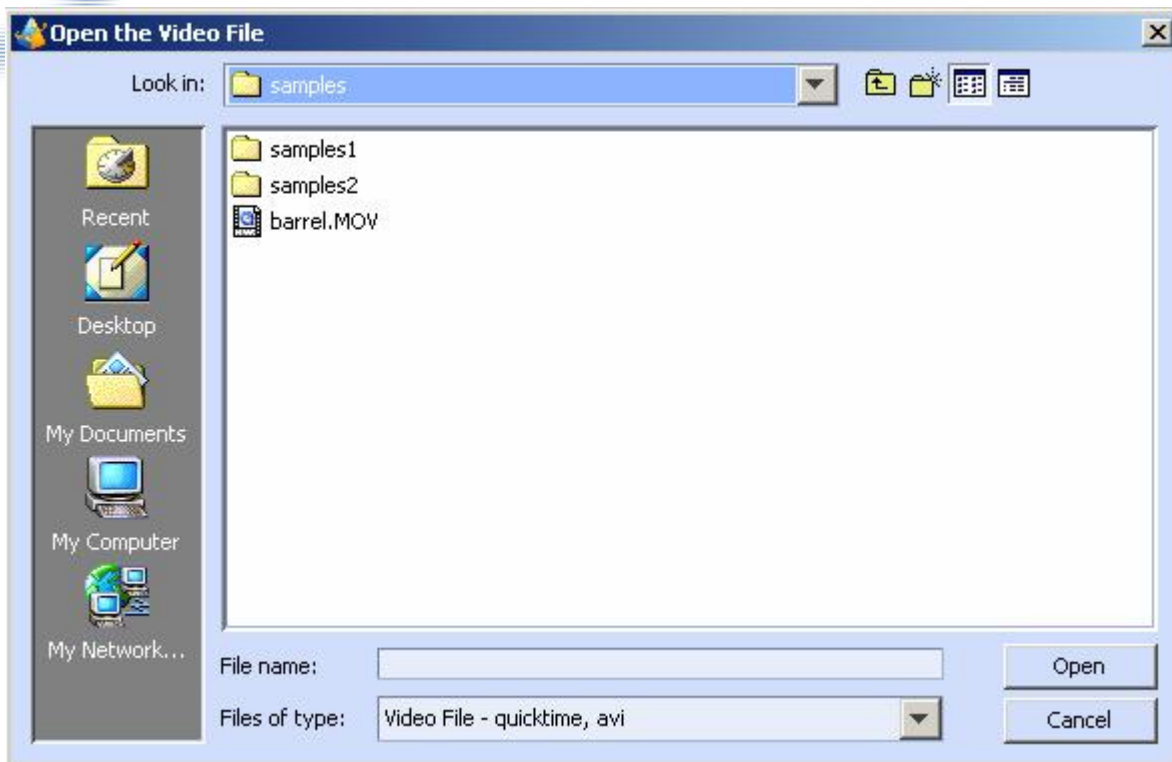 Open the Video File
Look in:
samples
Recent
Desktop
My Documents
My Computer
My Network...
samples1
samples2
barrel.MOV
File name:
Open
Files of type:
Video File - quicktime, avi
Cancel